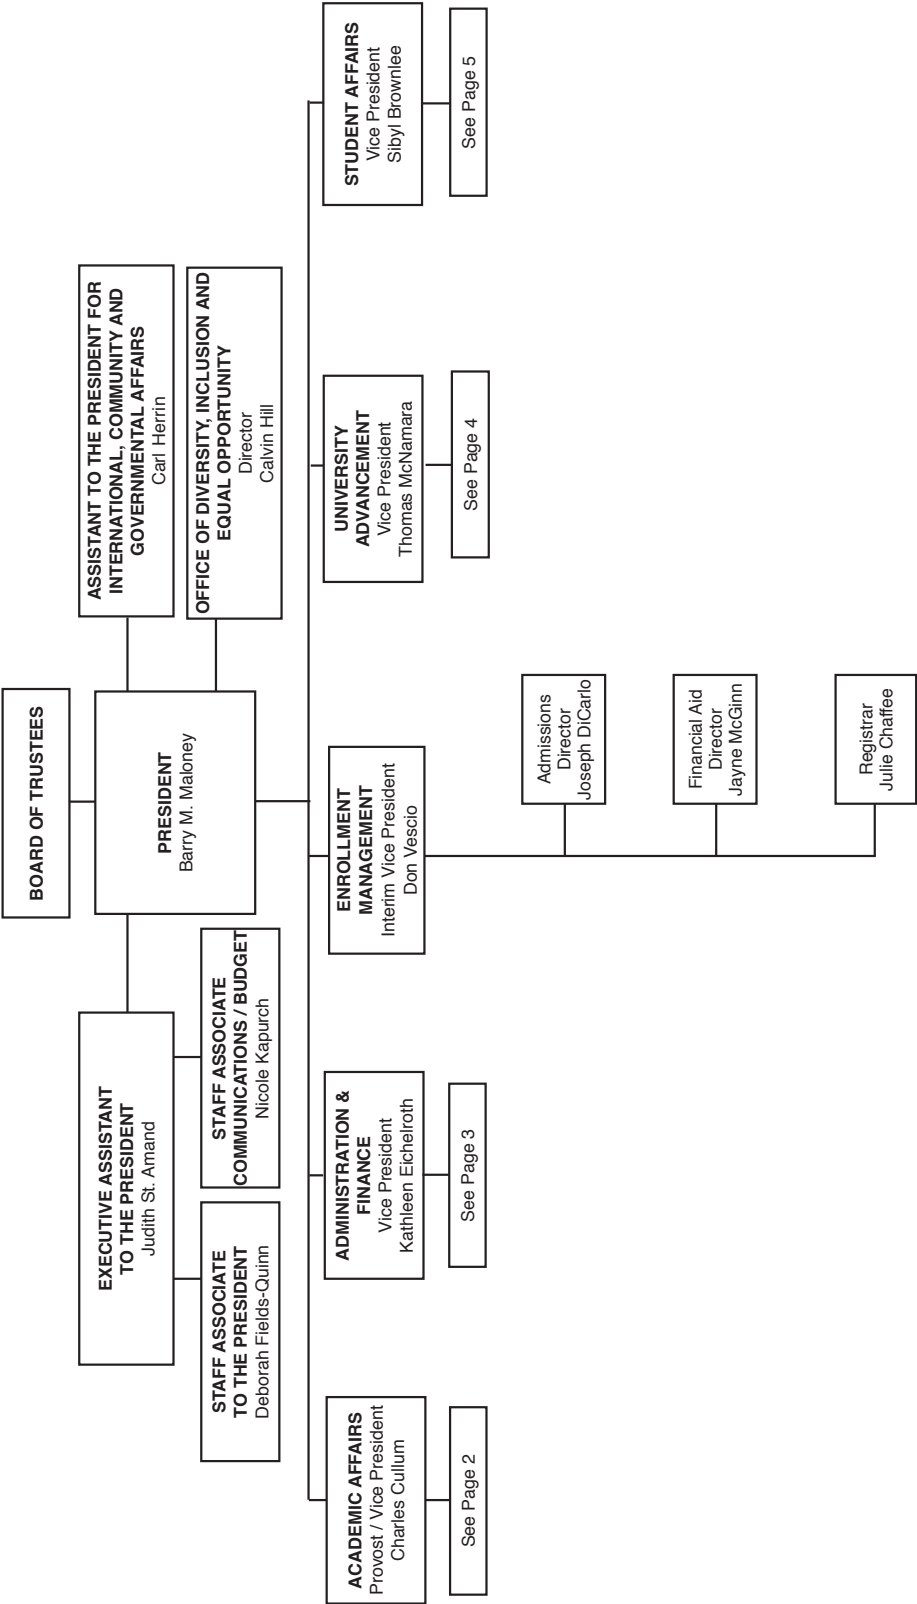 BOARD OF TRUSTEES
PRESIDENT
Barry M. Maloney
EXECUTIVE ASSISTANT
TO THE PRESIDENT
Judith St. Amand
ASSISTANT TO THE PRESIDENT FOR
INTERNATIONAL, COMMUNITY AND
GOVERNMENTAL AFFAIRS
Carl Herrin
STAFF ASSOCIATE
TO THE PRESIDENT
Deborah Fields-Quinn
STAFF ASSOCIATE
COMMUNICATIONS / BUDGET
Nicole Kapurch
OFFICE OF DIVERSITY, INCLUSION AND
EQUAL OPPORTUNITY
Director
Calvin Hill
ACADEMIC AFFAIRS
Provost / Vice President
Charles Cullum
See Page 2
ADMINISTRATION &
FINANCE
Vice President
Kathleen Eichelroth
See Page 3
ENROLLMENT
MANAGEMENT
Interim Vice President
Don Vescio
Admissions
Director
Joseph DiCarlo
Financial Aid
Director
Jayne McGinn
Registrar
Julie Chaffee
UNIVERSITY
ADVANCEMENT
Vice President
Thomas McNamara
See Page 4
STUDENT AFFAIRS
Vice President
Sibyl Brownlee
See Page 5